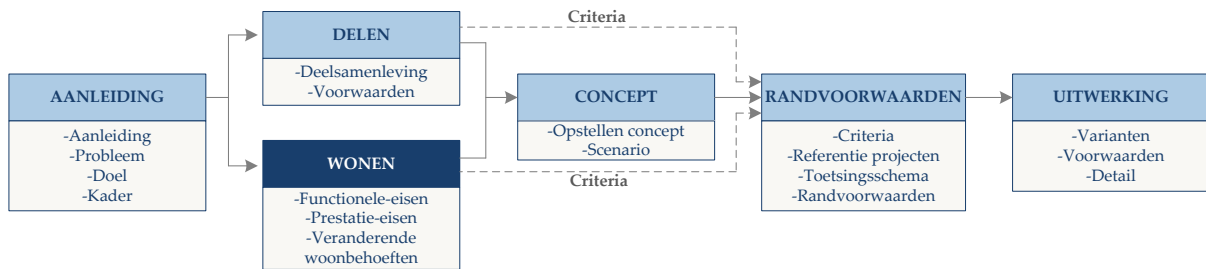 AANLEIDING
-Aanleiding
-Probleem
-Doel
-Kader
DELEN
-Deelsamenleving
-Voorwaarden
WONEN
-Functionele-eisen
-Prestatie-eisen
-Veranderende
woonbehoeften
Criteria
Criteria
CONCEPT
-Opstellen concept
-Scenario
RANDVOORWAARDEN
-Criteria
-Referentie projecten
-Toetsingsschema
-Randvoorwaarden
UITWERKING
-Varianten
-Voorwaarden
-Detail